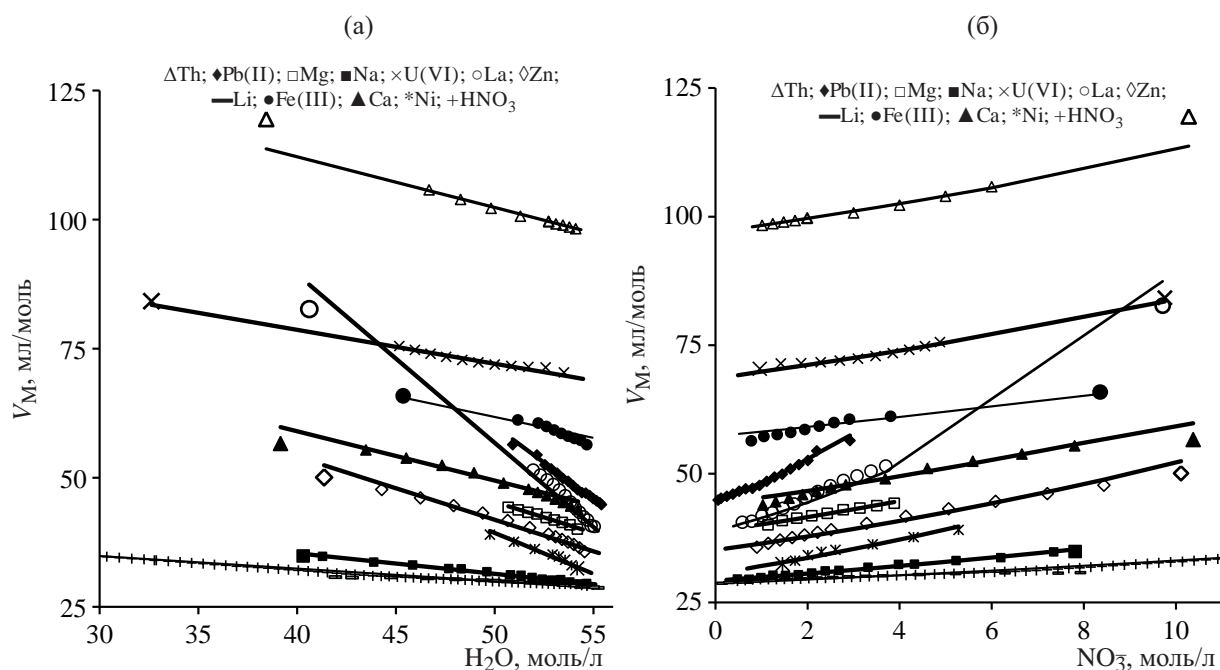 (а)
ΔTh; ♦Pb(II); □Mg; ■Na; ×U(VI); ○La; ◊Zn;
–Li; ●Fe(III); ▲Ca; *Ni; +HNO₃
V_M, мл/моль
125
100
75
50
25
30 35 40 45 50 55
H₂O, моль/л
(б)
ΔTh; ♦Pb(II); □Mg; ■Na; ×U(VI); ○La; ◊Zn;
–Li; ●Fe(III); ▲Ca; *Ni; +HNO₃
V_M, мл/моль
125
100
75
50
25
0 2 4 6 8 10
NO₃⁻, моль/л